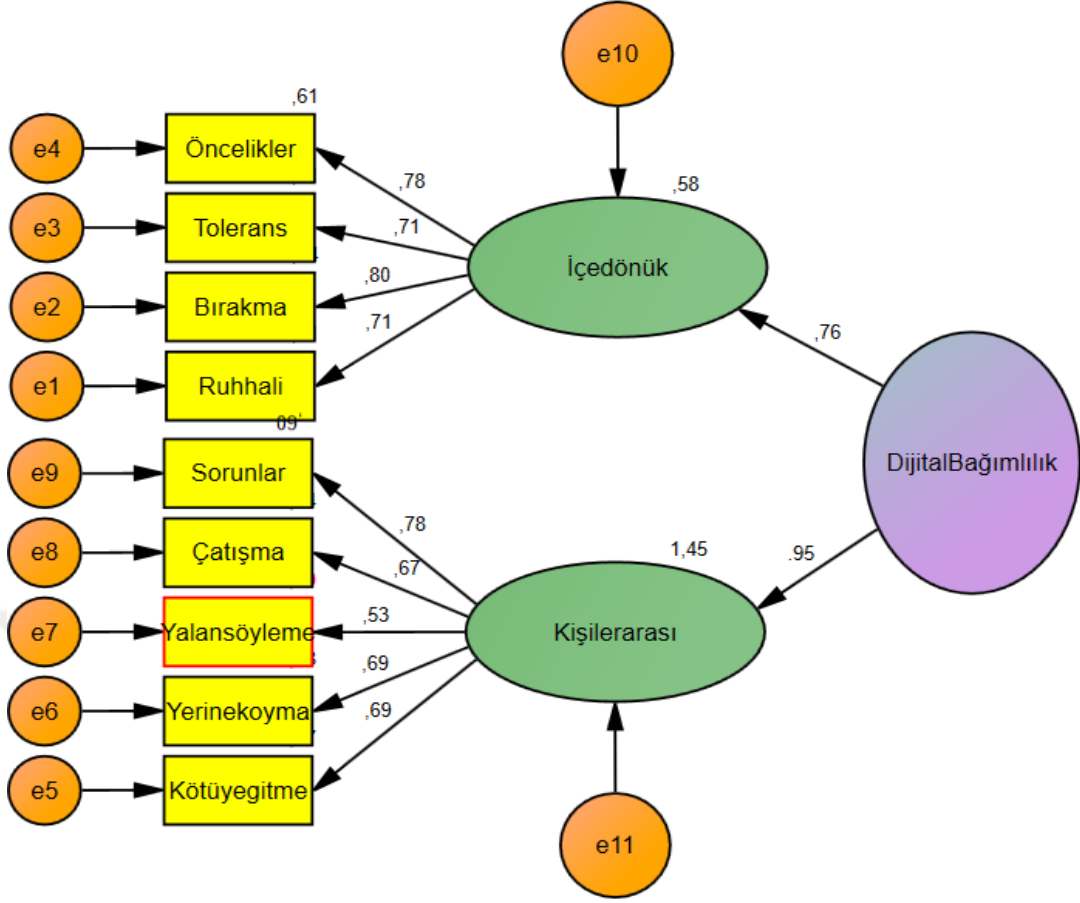 e10
,61
e4
Öncelikler
,78
,58
e3
Tolerans
,71
İçedönük
e2
Bırakma
,80
,71
,76
e1
Ruhhali
09
e9
Sorunlar
DijitalBağımlılık
,78
e8
Çatışma
,67
1,45
.95
e7
Yalansöyleme
,53
Kişilerarası
e6
Yerinekoyma
,69
,69
e5
Kötüyegitme
e11